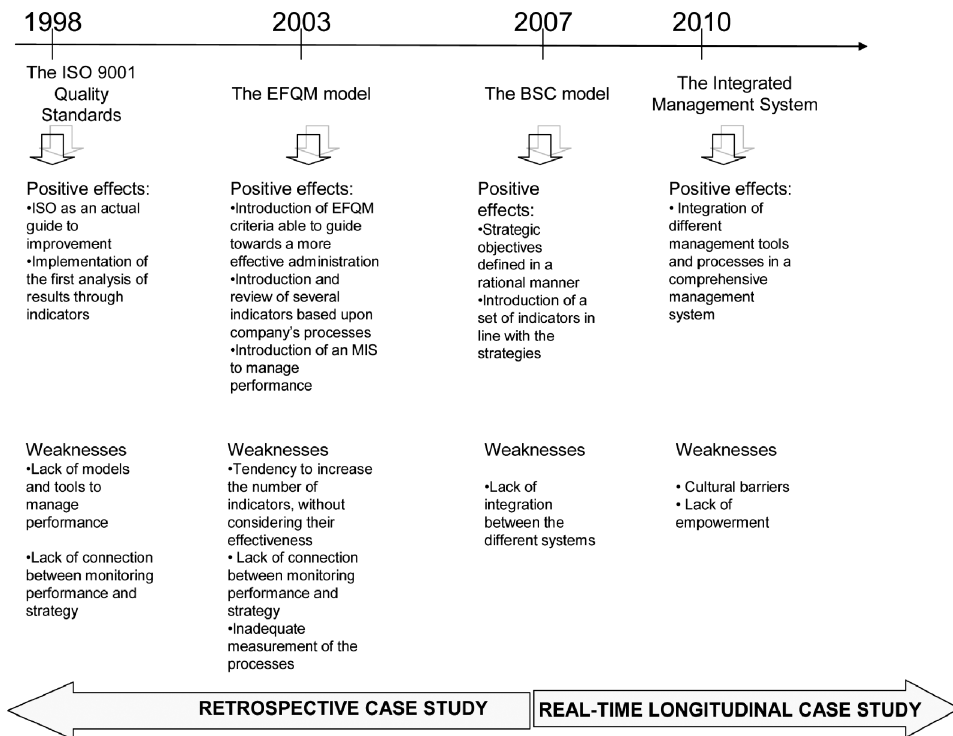 1998
2003
2007
2010
The ISO 9001
Quality
Standards
The EFQM model
The BSC model
The Integrated
Management System
Positive effects:
•ISO as an actual
guide to
improvement
•Implementation of
the first analysis of
results through
indicators
Positive effects:
•Introduction of EFQM
criteria able to guide
towards a more
effective administration
•Introduction and
review of several
indicators based upon
company's processes
•Introduction of an MIS
to manage
performance
Positive
effects:
•Strategic
objectives
defined in a
rational manner
•Introduction of a
set of indicators in
line with the
strategies
Positive effects:
• Integration of
different
management tools
and processes in a
comprehensive
management
system
Weaknesses
•Lack of models
and tools to
manage
performance
•Lack of connection
between monitoring
performance and
strategy
Weaknesses
•Tendency to increase
the number of
indicators, without
considering their
effectiveness
• Lack of connection
between monitoring
performance and
strategy
•Inadequate
measurement of the
processes
Weaknesses
•Lack of
integration
between the
different systems
Weaknesses
• Cultural barriers
• Lack of
empowerment
RETROSPECTIVE CASE STUDY
REAL-TIME LONGITUDINAL CASE STUDY